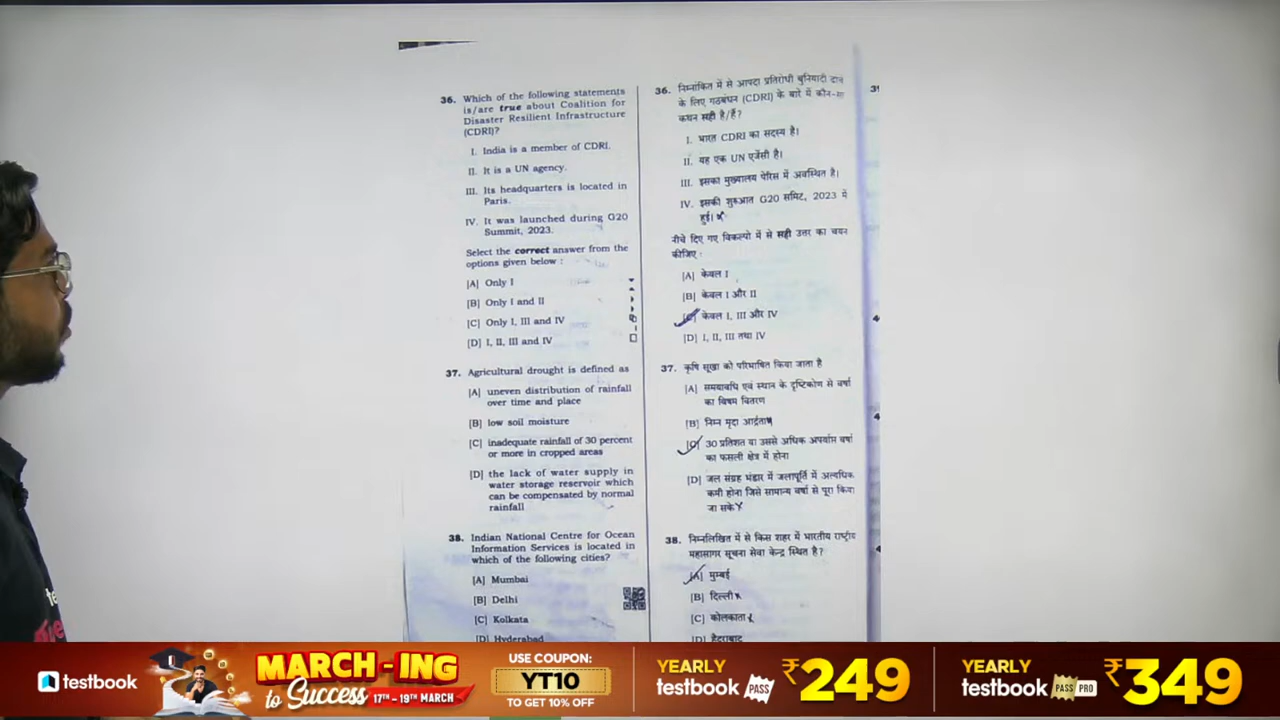 36. Which of the following statements
is/are true about Coalition for
Disaster Resilient Infrastructure
(CDRI)?
I. India is a member of CDRI.
II. It is a UN agency.
III. Its headquarters is located in
Paris.
IV. It was launched during G20
Summit, 2023.
Select the correct answer from the
options given below :
[A] Only I
[B] Only I and II
[C] Only I, III and IV
[D] I, II, III and IV
37. Agricultural drought is defined as
[A] uneven distribution of rainfall
over time and place
[B] low soil moisture
[C] inadequate rainfall of 30 percent
or more in cropped areas
[D] the lack of water supply in
water storage reservoir which
can be compensated by normal
rainfall
38. Indian National Centre for Ocean
Information Services is located in
which of the following cities?
[A] Mumbai
[B] Delhi
[C] Kolkata
[D] Hyderabad
36. निम्नांकित में से आपदा प्रतिरोधी बुनियादी
के लिए गठबंधन (CDRI) के बारे में
कथन सही है/हैं?
I. भारत CDRI का सदस्य है।
II. यह एक UN एजेंसी है।
III. इसका मुख्यालय पेरिस में अवस्थित है।
IV. इसकी शुरुआत G20 समिट, 2023 में
हुई।
नीचे दिए गए विकल्पों में से सही उत्तर का चयन
कीजिए :
[A] केवल I
[B] केवल I और II
[C] केवल I, III और IV
[D] I, II, III तथा IV
37. कृषि सूखा को परिभाषित किया जाता है
[A] समयावधि एवं स्थान के दृष्टिकोण से वर्षा
का विषम वितरण
[B] निम्न मृदा आर्द्रता
[C] 30 प्रतिशत या उससे अधिक अपर्याप्त वर्षा
का फसली क्षेत्र में होना
[D] जल संग्रह भंडार में जलापूर्ति में अत्यधिक
कमी होना जिसे सामान्य वर्षा से पूरा किया
जा सके
38. निम्नलिखित में से किस शहर में भारतीय राष्ट्रीय
महासागर सूचना सेवा केन्द्र स्थित है?
[A] मुम्बई
[B] दिल्ली
[C] कोलकाता
[D] हैदराबाद
testbook
MARCH - ING
to Success 17TH - 19TH MARCH
USE COUPON:
YT10
TO GET 10% OFF
YEARLY
testbook PASS
₹249
YEARLY
testbook PASS PRO
₹349